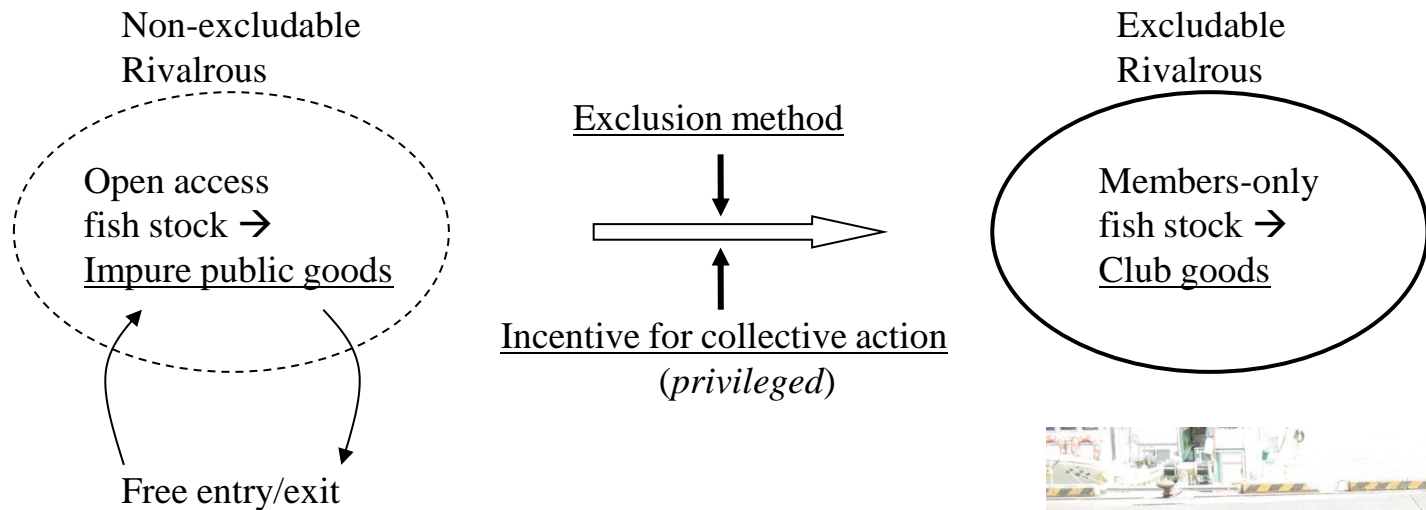 Non-excludable
Rivalrous
Open access
fish stock →
Impure public goods
Free entry/exit
Exclusion method
Incentive for collective action
(privileged)
Excludable
Rivalrous
Members-only
fish stock →
Club goods